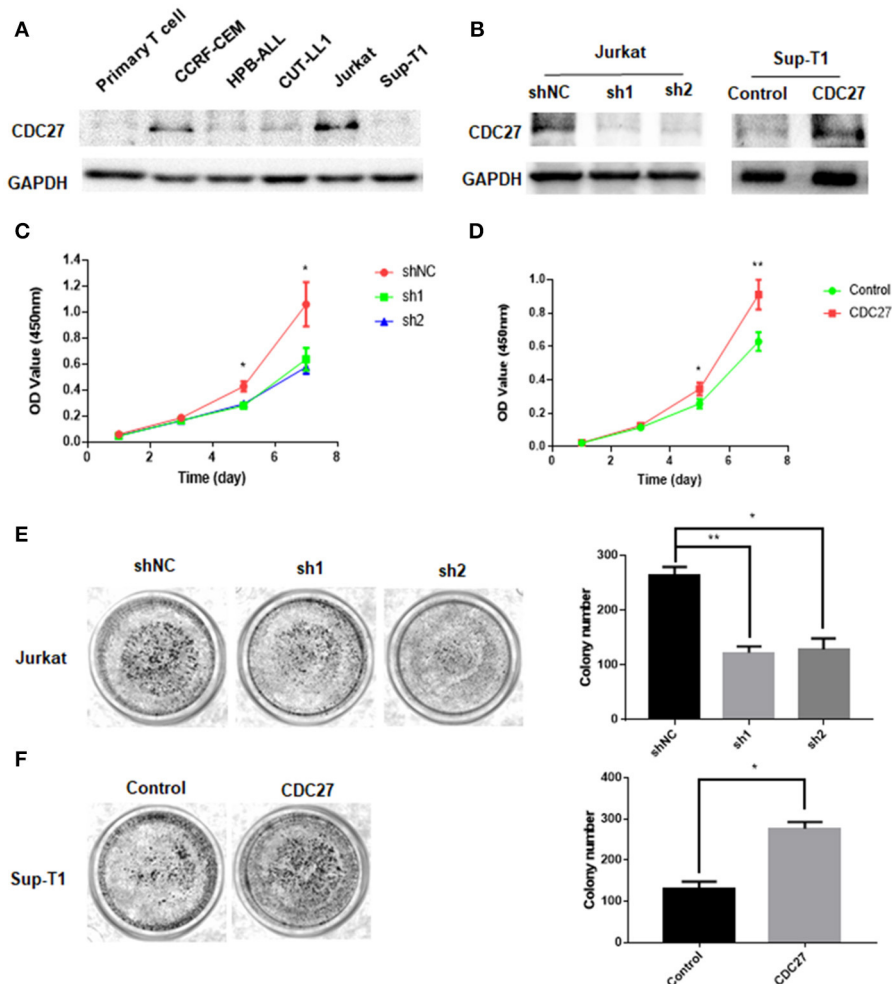 A
Primary T cell
CCRF-CEM
HPB-ALL
CUT-LL1
Jurkat
Sup-T1
CDC27
GAPDH
B
Jurkat
Sup-T1
shNC sh1 sh2
Control CDC27
CDC27
GAPDH
C
OD Value (450nm)
1.4
1.2
1.0
0.8
0.6
0.4
0.2
0.0
0 2 4 6 8
Time (day)
*
*
shNC
sh1
sh2
D
OD Value (450nm)
1.0
0.8
0.6
0.4
0.2
0.0
0 2 4 6 8
Time (day)
*
**
Control
CDC27
E
shNC sh1 sh2
Jurkat
Colony number
300
200
100
0
*
**
shNC
sh1
sh2
F
Control CDC27
Sup-T1
Colony number
400
300
200
100
0
*
Control
CDC27